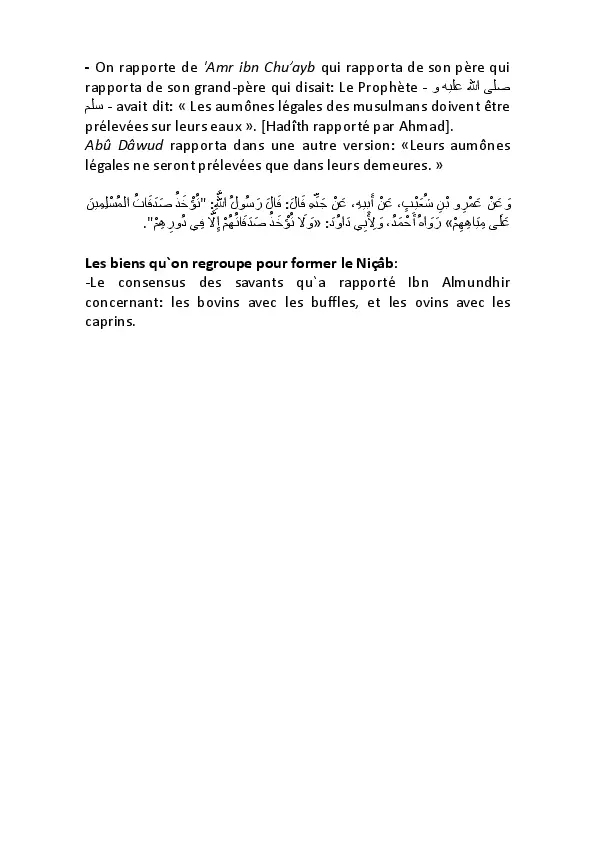 - On rapporte de 'Amr ibn Chu’ayb qui rapporta de son père qui
rapporta de son grand-père qui disait: Le Prophète - صلى الله عليه و
سلم - avait dit: « Les aumônes légales des musulmans doivent être
prélevées sur leurs eaux ». [Hadîth rapporté par Ahmad].
Abû Dâwud rapporta dans une autre version: «Leurs aumônes
légales ne seront prélevées que dans leurs demeures. »
وَعَنْ عَمْرِو بْنِ شُعَيْبٍ، عَنْ أَبِيهِ، عَنْ جَدِّهِ قَالَ: قَالَ رَسُولُ اللَّهِ: "تُؤْخَذُ صَدَقَاتُ الْمُسْلِمِينَ
عَلَى مِيَاهِهِمْ» رَوَاهُ أَحْمَدُ، وَلِأَبِي دَاوُدَ: «وَلَا تُؤْخَذُ صَدَقَاتُهُمْ إِلَّا فِي دُورِهِمْ".
Les biens qu`on regroupe pour former le Niçâb:
-Le consensus des savants qu`a rapporté Ibn Almundhir
concernant: les bovins avec les buffles, et les ovins avec les
caprins.